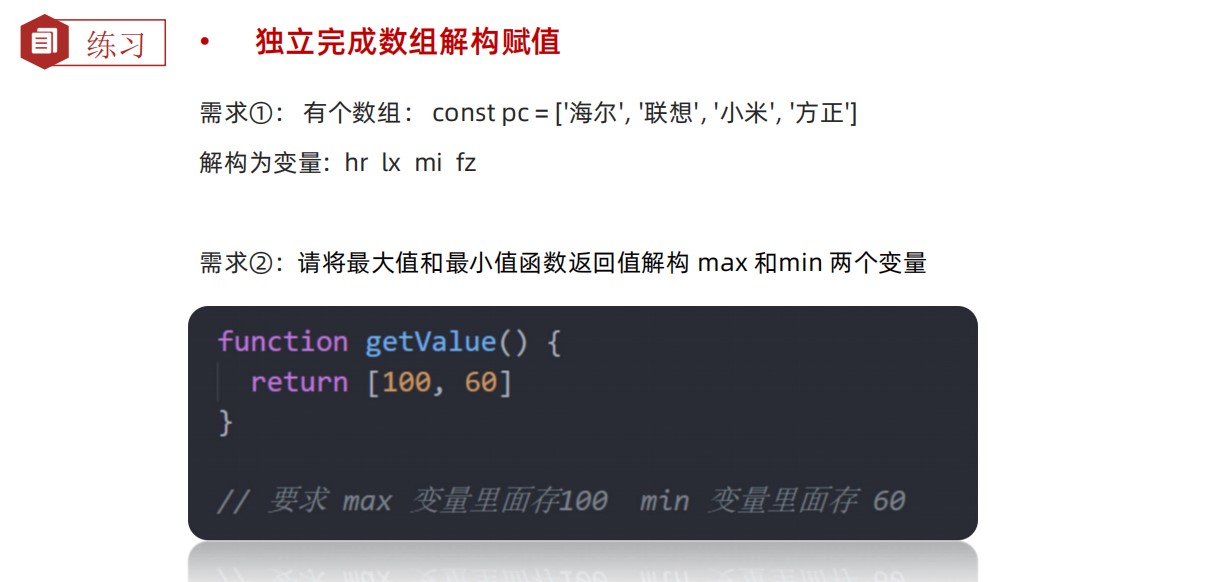 练习
• 独立完成数组解构赋值
需求①： 有个数组： const pc = ['海尔', '联想', '小米', '方正']
解构为变量: hr lx mi fz
需求②：请将最大值和最小值函数返回值解构 max 和min 两个变量
function getValue() {
  return [100, 60]
}
// 要求 max 变量里面存100  min 变量里面存 60